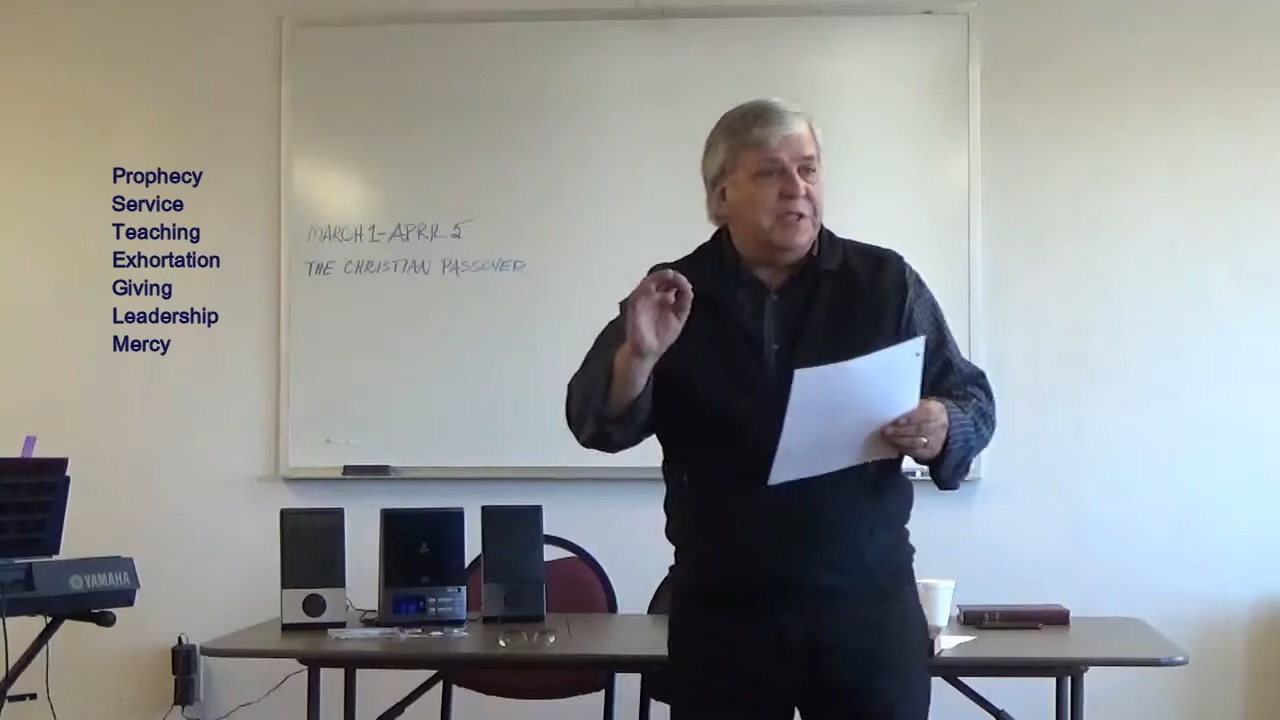 Prophecy
Service
Teaching
Exhortation
Giving
Leadership
Mercy
MARCH 1-APRIL 5
THE CHRISTIAN PASSOVER
YAMAHA